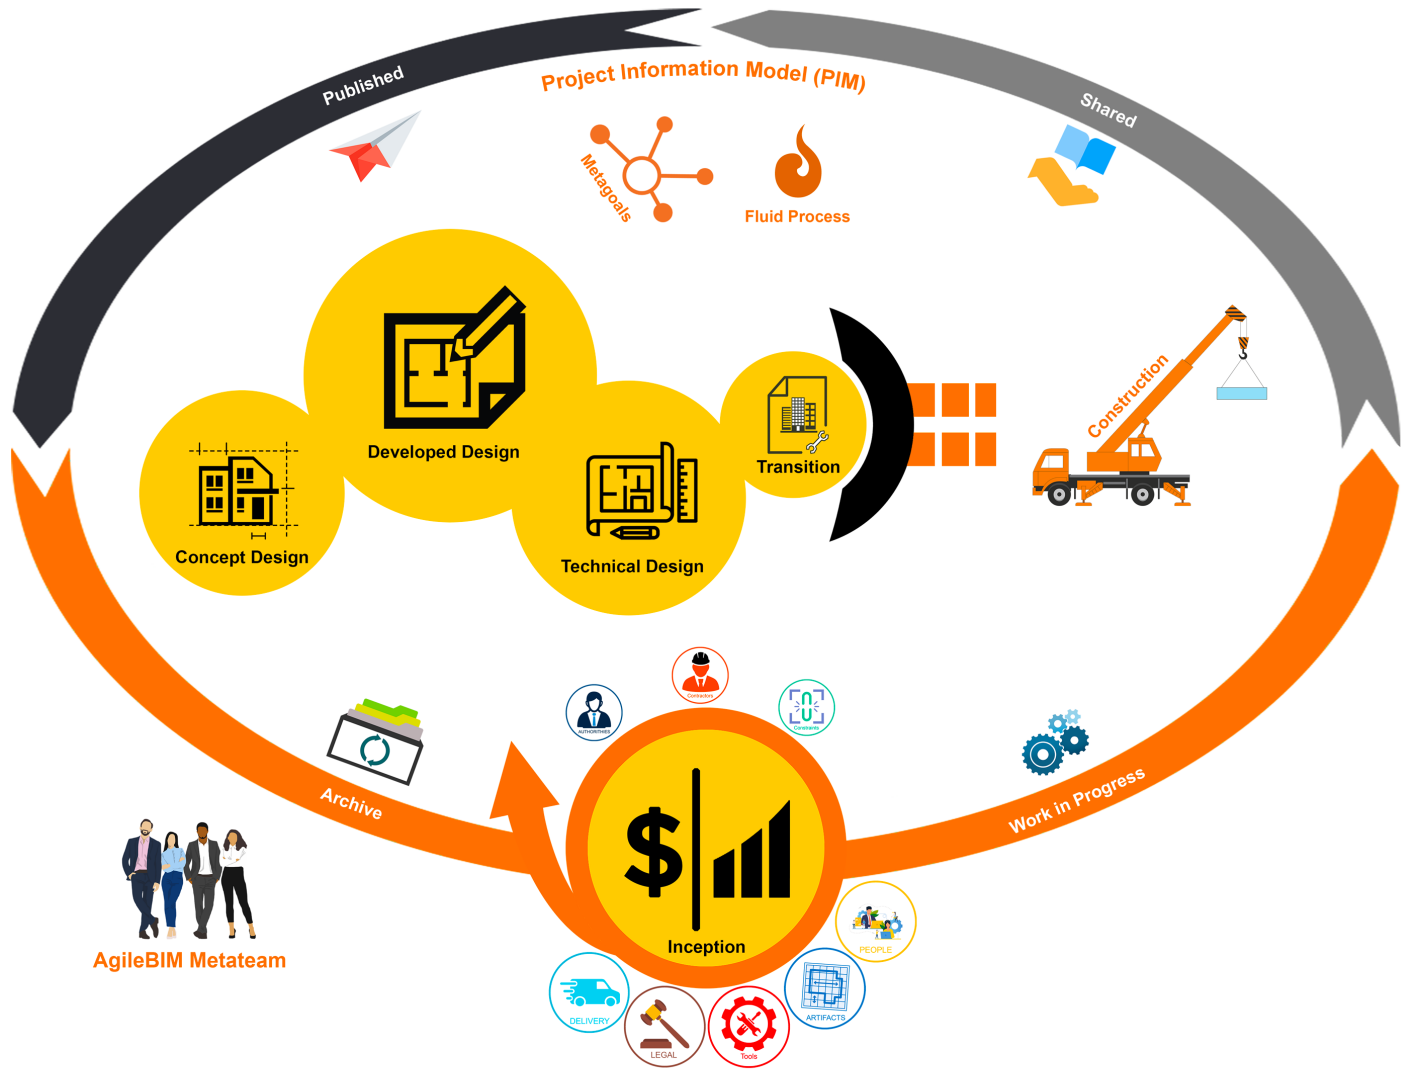 Project Information Model (PIM)
Published
Shared
Metagoals
Fluid Process
Construction
Developed Design
Transition
Concept Design
Technical Design
Contractors
AUTHORITHIES
Constraints
Archive
Work in Progress
$
Inception
AgileBIM Metateam
PEOPLE
ARTIFACTS
DELIVERY
LEGAL
Tools